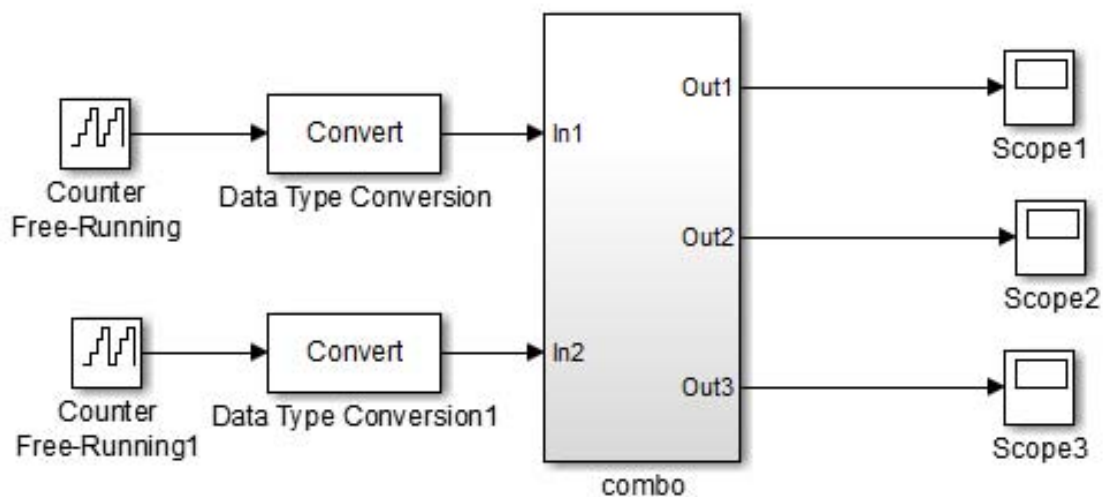 Counter
Free-Running
Convert
Data Type Conversion
In1
Out1
Scope1
Out2
Scope2
Counter
Free-Running1
Convert
Data Type Conversion1
In2
Out3
Scope3
combo